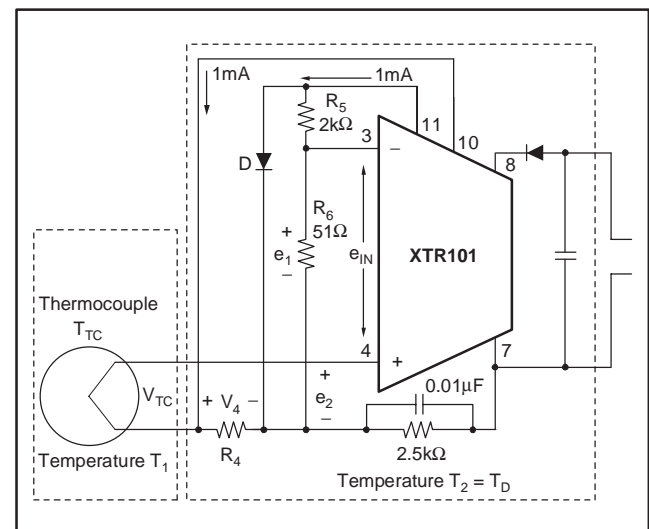 1mA
1mA
R5
2kΩ
11
10
3
−
8
D
R6
51Ω
+
e1
−
eIN
XTR101
Thermocouple
TTC
4
+
7
VTC
+
e2
−
0.01µF
+ V4 −
R4
2.5kΩ
Temperature T1
Temperature T2 = TD